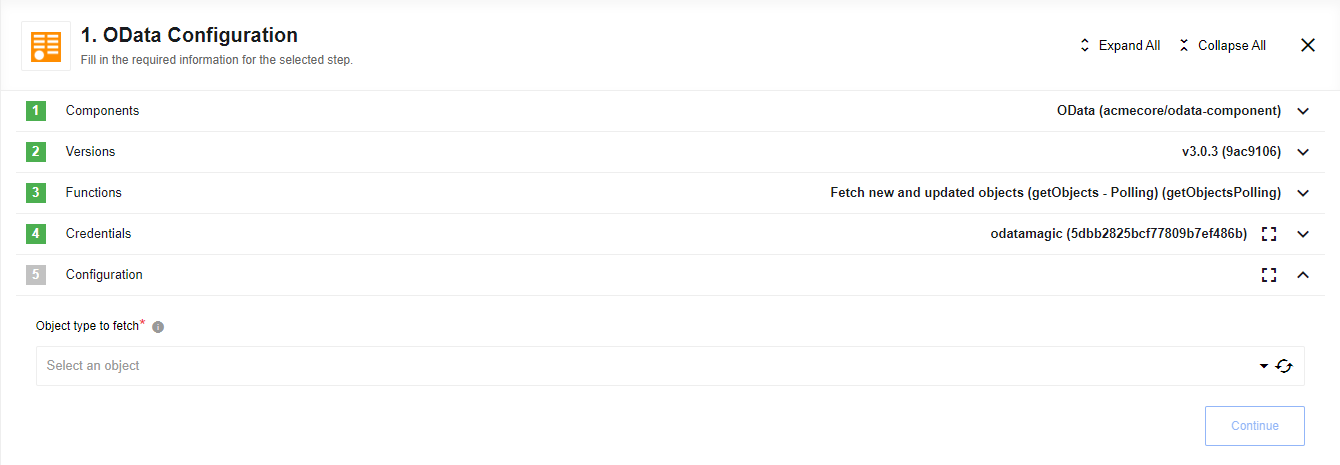 1. OData Configuration
Fill in the required information for the selected step.
Expand All
Collapse All
1 Components OData (acmecore/odata-component)
2 Versions v3.0.3 (9ac9106)
3 Functions Fetch new and updated objects (getObjects - Polling) (getObjectsPolling)
4 Credentials odatamagic (5dbb2825bcf77809b7ef486b)
5 Configuration
Object type to fetch*
Select an object
Continue